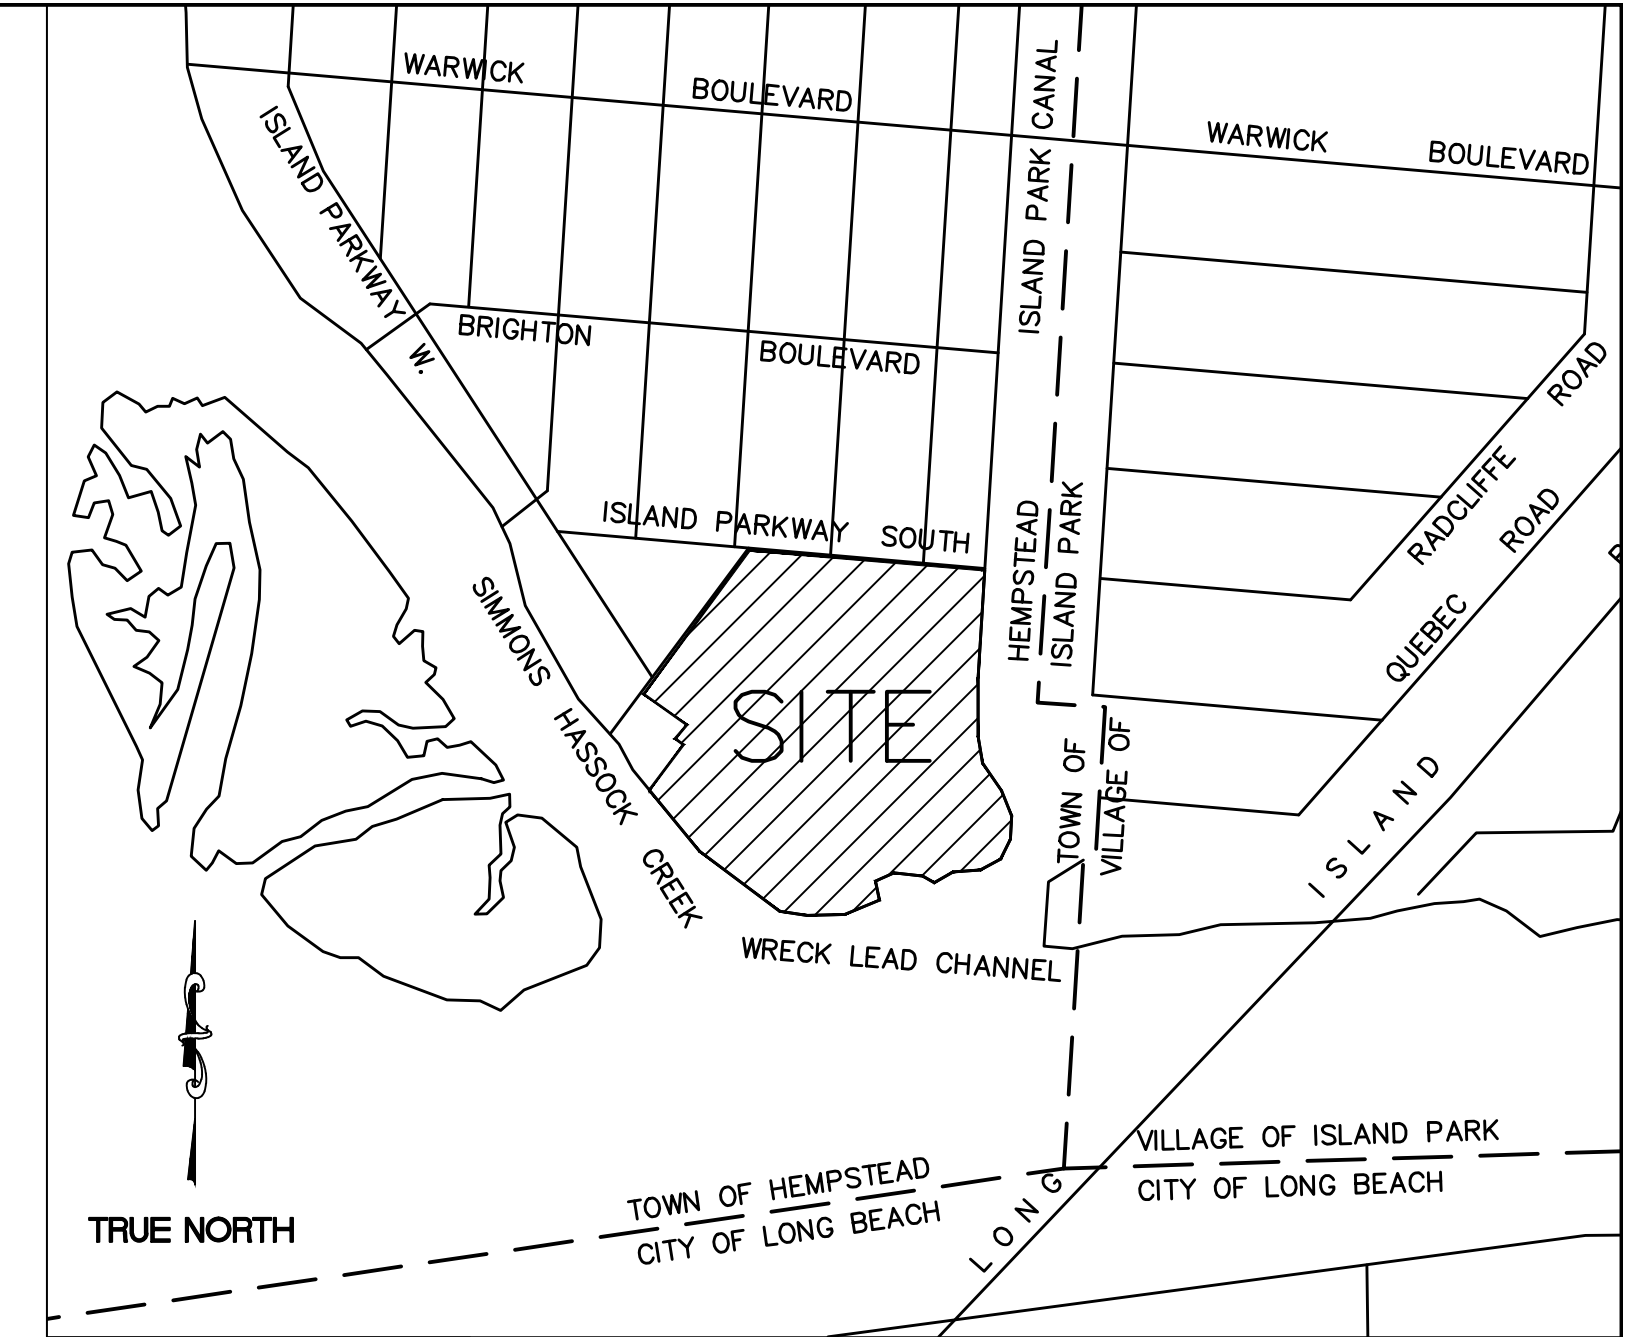 WARWICK BOULEVARD
WARWICK BOULEVARD
ISLAND PARK CANAL
ISLAND PARKWAY W.
BRIGHTON BOULEVARD
RADCLIFFE ROAD
QUEBEC ROAD
ISLAND PARKWAY SOUTH
HEMPSTEAD
ISLAND PARK
TOWN OF
VILLAGE OF
SITE
SIMMONS HASSOCK CREEK
WRECK LEAD CHANNEL
LONG ISLAND
VILLAGE OF ISLAND PARK
CITY OF LONG BEACH
TOWN OF HEMPSTEAD
CITY OF LONG BEACH
TRUE NORTH